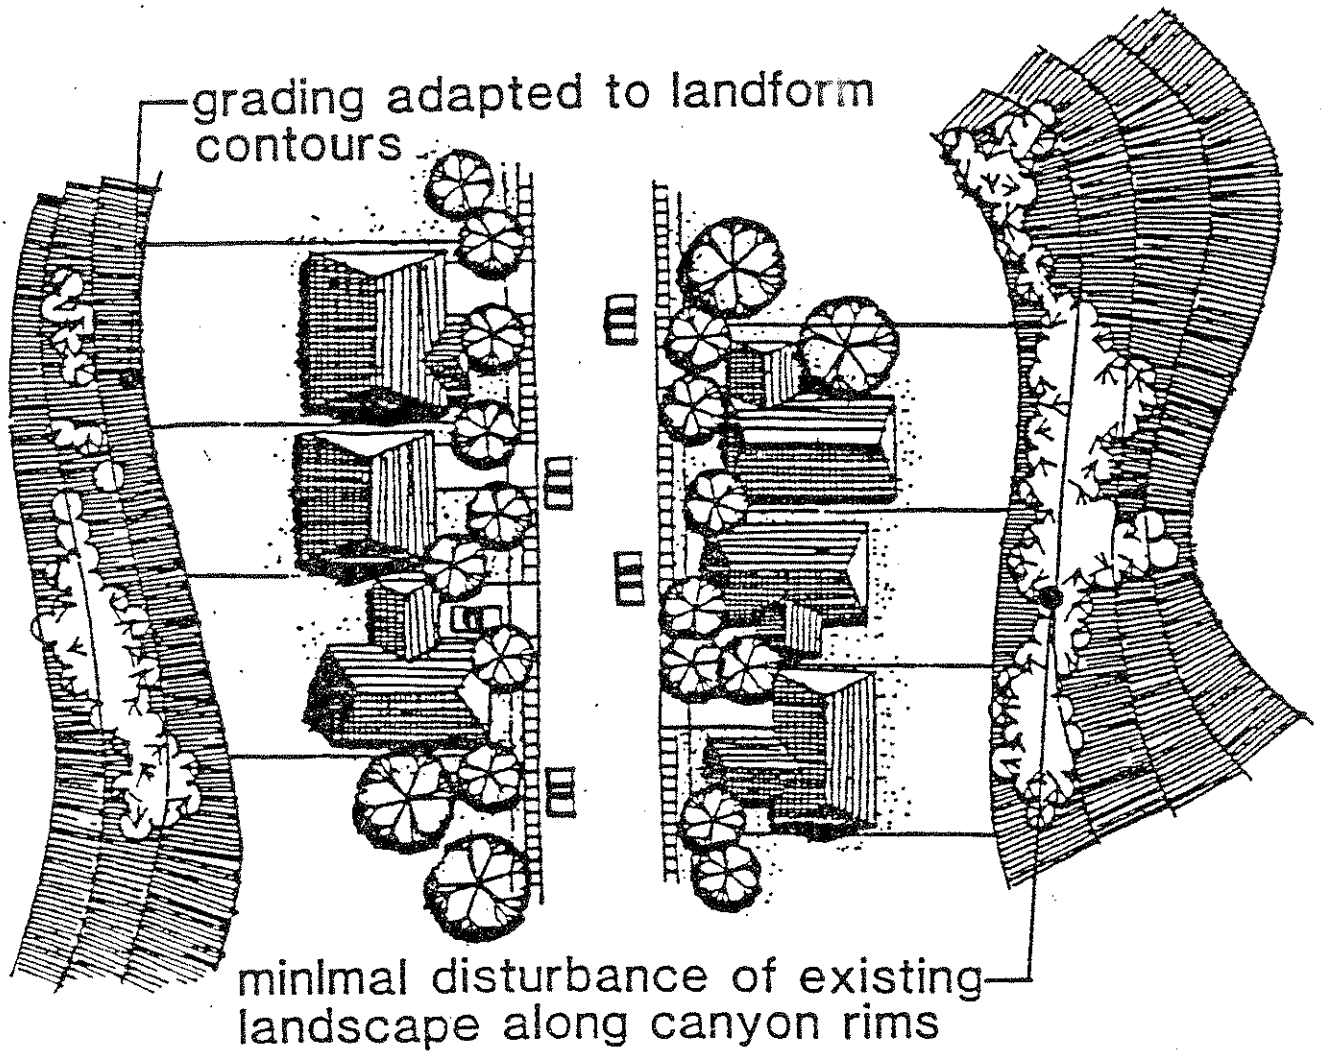 grading adapted to landform
contours
minimal disturbance of existing
landscape along canyon rims